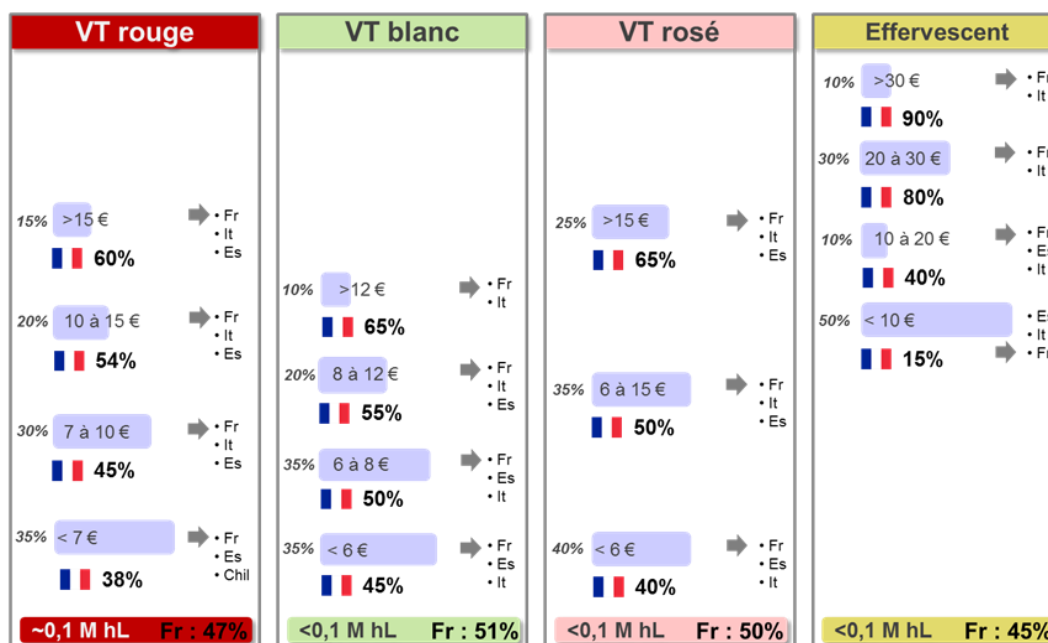 VT rouge
15% >15 €
• Fr
• It
• Es
60%
20% 10 à 15 €
• Fr
• It
• Es
54%
30% 7 à 10 €
• Fr
• It
• Es
45%
35% < 7 €
• Fr
• Es
• Chil
38%
~0,1 M hL Fr : 47%
VT blanc
10% >12 €
• Fr
• It
65%
20% 8 à 12 €
• Fr
• It
• Es
55%
35% 6 à 8 €
• Fr
• Es
• It
50%
35% < 6 €
• Fr
• Es
• It
45%
<0,1 M hL Fr : 51%
VT rosé
25% >15 €
• Fr
• It
• Es
65%
35% 6 à 15 €
• Fr
• It
• Es
50%
40% < 6 €
• Fr
• Es
• It
40%
<0,1 M hL Fr : 50%
Effervescent
10% >30 €
• Fr
• It
90%
30% 20 à 30 €
• Fr
• It
80%
10% 10 à 20 €
• Fr
• Es
• It
40%
50% < 10 €
• Es
• Fr
15%
<0,1 M hL Fr : 45%